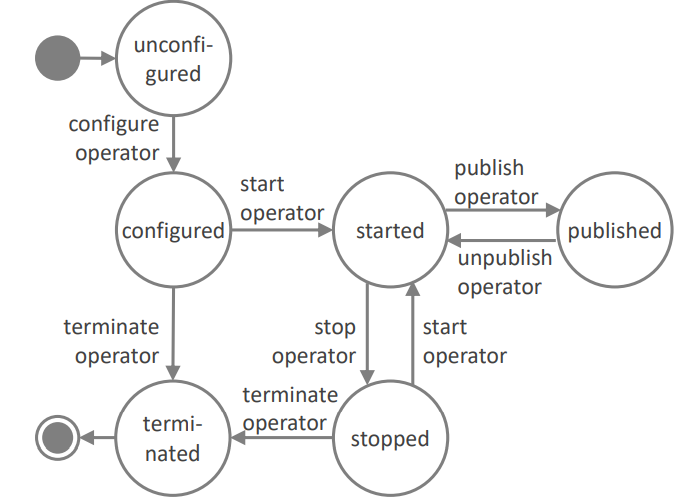 unconfi-
gured
configure
operator
configured
start
operator
started
publish
operator
published
unpublish
operator
terminate
operator
stop
operator
start
operator
termi-
nated
terminate
operator
stopped